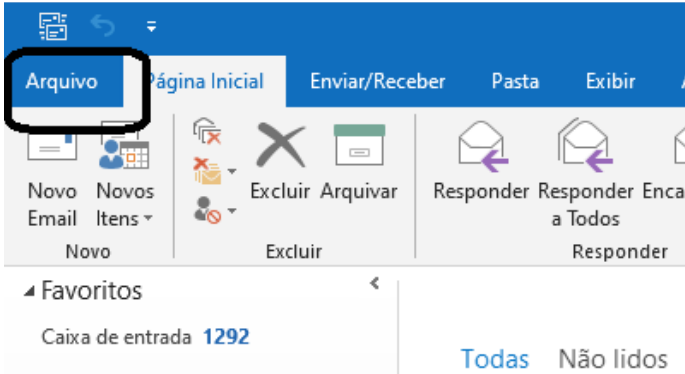 Arquivo Página Inicial Enviar/Receber Pasta Exibir
Novo Novos Excluir Arquivar Responder Responder Enca
Email Itens a Todos
Novo Excluir Responder
Favoritos
Caixa de entrada 1292
Todas Não lidos